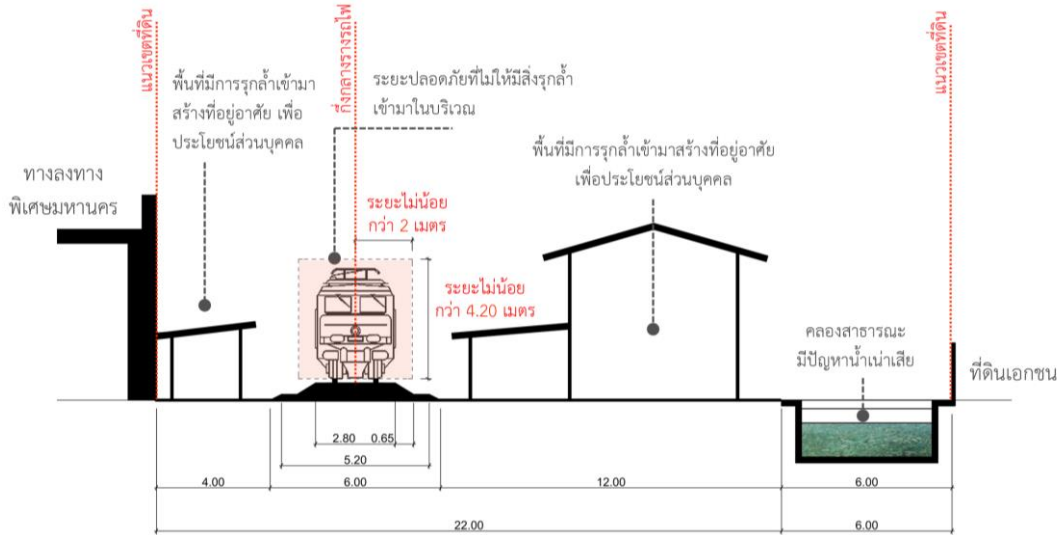 แนวเขตที่ดิน
กึ่งกลางรางรถไฟ
แนวเขตที่ดิน
พื้นที่มีการรุกล้ำเข้ามา
สร้างที่อยู่อาศัย เพื่อ
ประโยชน์ส่วนบุคคล
ระยะปลอดภัยที่ไม่ให้มีสิ่งรุกล้ำ
เข้ามาในบริเวณ
พื้นที่มีการรุกล้ำเข้ามาสร้างที่อยู่อาศัย
เพื่อประโยชน์ส่วนบุคคล
ทางลงทาง
พิเศษมหานคร
ระยะไม่น้อย
กว่า 2 เมตร
ระยะไม่น้อย
กว่า 4.20 เมตร
คลองสาธารณะ
มีปัญหาน้ำเน่าเสีย
ที่ดินเอกชน
2.80 0.65
5.20
4.00 6.00 12.00 6.00
22.00 6.00